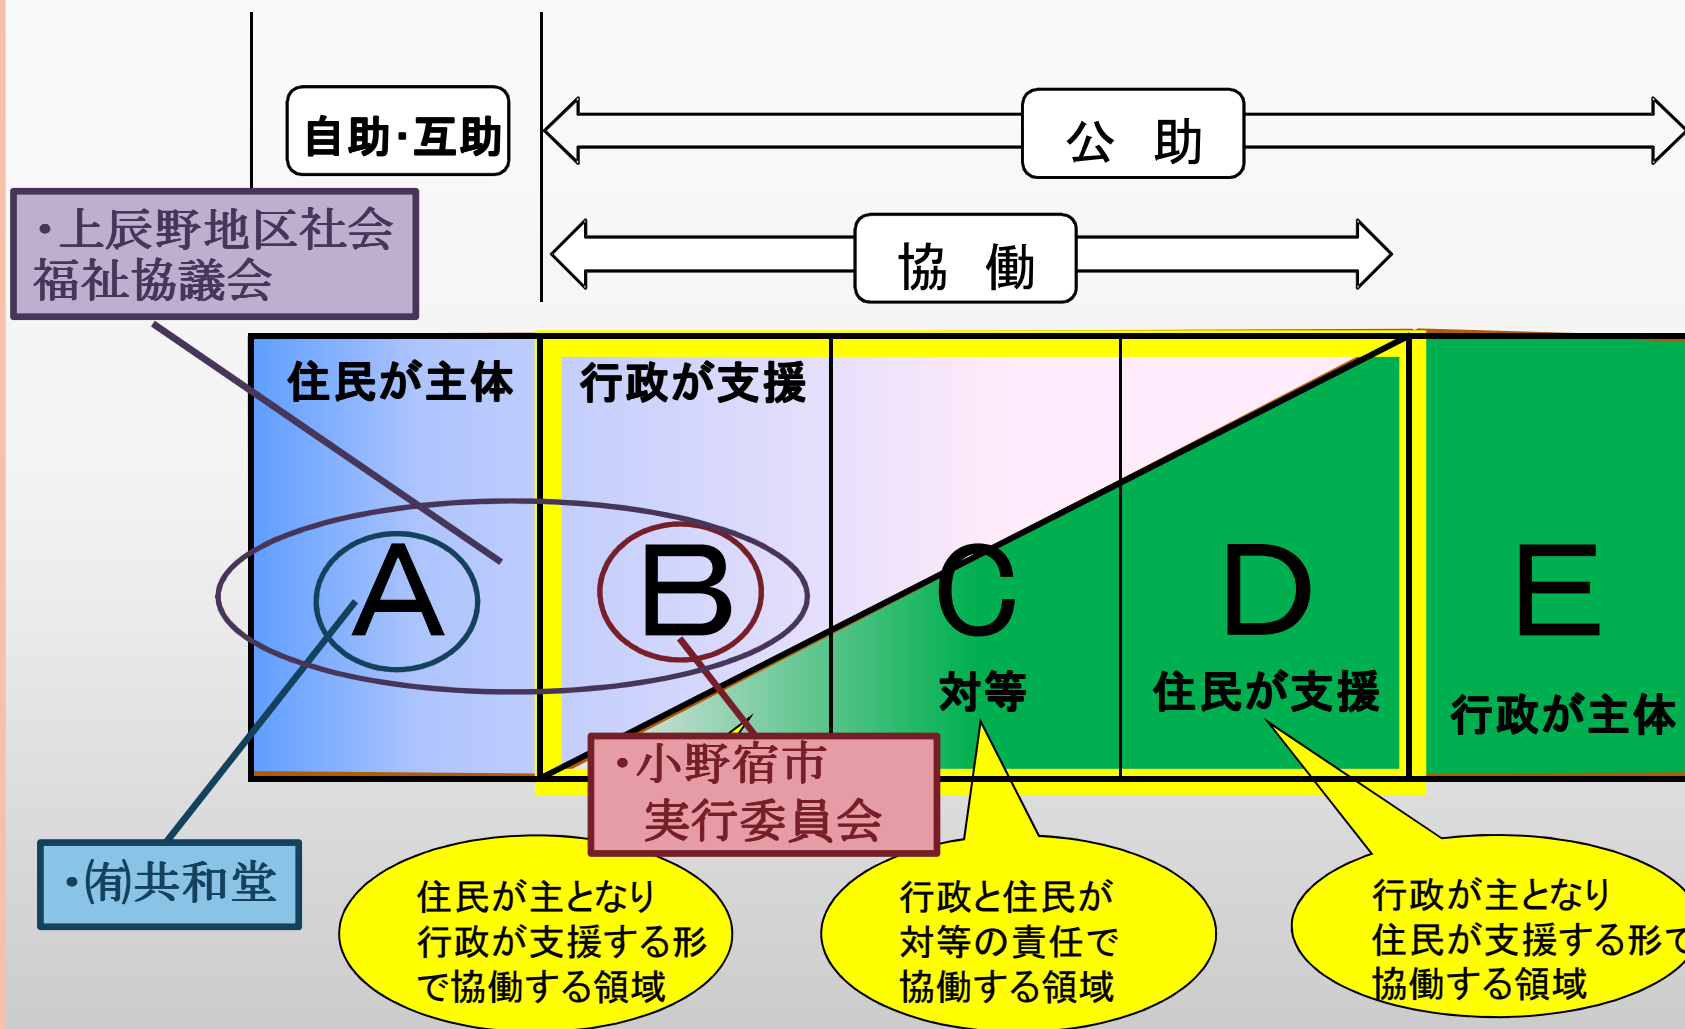 自助・互助
公　助
協　働
・上辰野地区社会
福祉協議会
住民が主体
行政が支援
A
B
C
D
E
対等
住民が支援
行政が主体
・小野宿市
実行委員会
・㈲共和堂
住民が主となり
行政が支援する形
で協働する領域
行政と住民が
対等の責任で
協働する領域
行政が主となり
住民が支援する形で
協働する領域